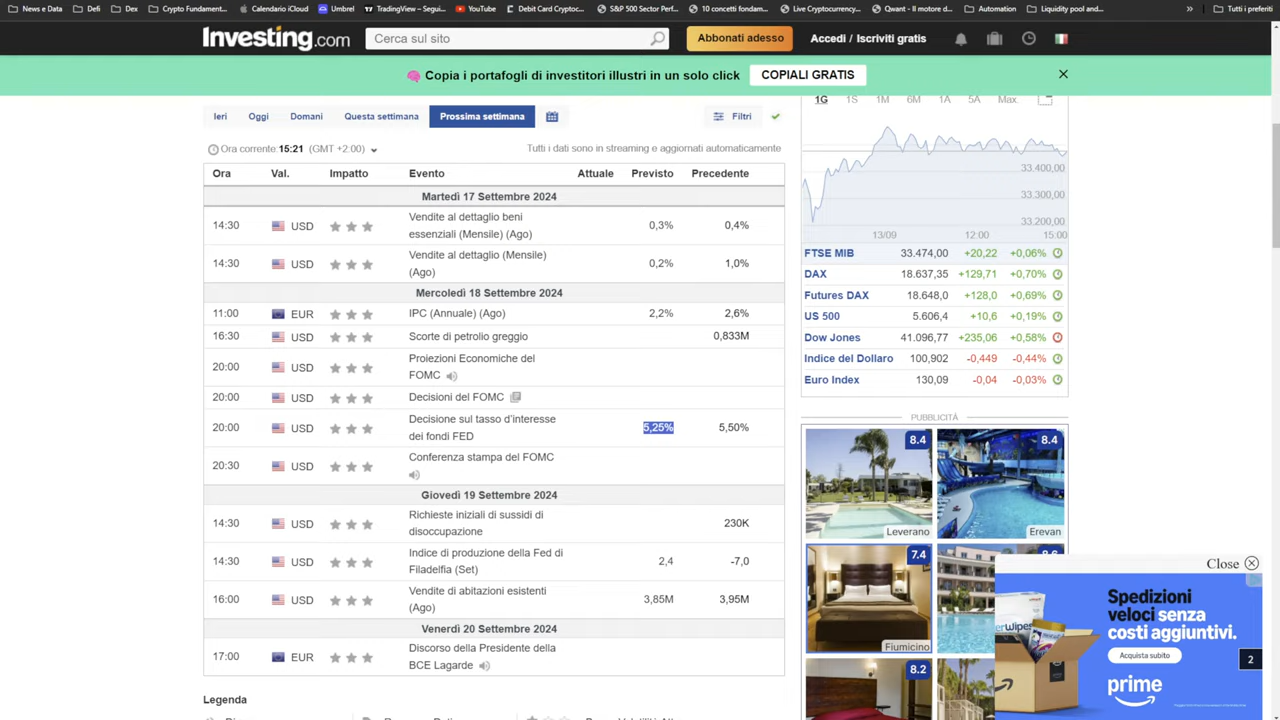 News e Data
Defi
Dex
Crypto Fundament...
Calendario iCloud
Umbrel
TradingView – Segui...
YouTube
Debit Card Cryptoc...
S&P 500 Sector Perf...
10 concetti fondam...
Live Cryptocurrency...
Qwant - Il motore d...
Automation
Liquidity pool and...
»
Tutti i preferiti
Investing.com
Cerca sul sito
Abbonati adesso
Accedi / Iscriviti gratis
Copia i portafogli di investitori illustri in un solo click
COPIALI GRATIS
Ieri
Oggi
Domani
Questa settimana
Prossima settimana
Filtri
Ora corrente: 15:21 (GMT +2:00)
Tutti i dati sono in streaming e aggiornati automaticamente
Ora Val. Impatto Evento Attuale Previsto Precedente
Martedì 17 Settembre 2024
14:30 USD Vendite al dettaglio beni
essenziali (Mensile) (Ago) 0,3% 0,4%
14:30 USD Vendite al dettaglio (Mensile)
(Ago) 0,2% 1,0%
Mercoledì 18 Settembre 2024
11:00 EUR IPC (Annuale) (Ago) 2,2% 2,6%
16:30 USD Scorte di petrolio greggio 0,833M
20:00 USD Proiezioni Economiche del
FOMC
20:00 USD Decisioni del FOMC
20:00 USD Decisione sul tasso d'interesse
dei fondi FED 5,25% 5,50%
20:30 USD Conferenza stampa del FOMC
Giovedì 19 Settembre 2024
14:30 USD Richieste iniziali di sussidi di
disoccupazione 230K
14:30 USD Indice di produzione della Fed di
Filadelfia (Set) 2,4 -7,0
16:00 USD Vendite di abitazioni esistenti
(Ago) 3,85M 3,95M
Venerdì 20 Settembre 2024
17:30 EUR Discorso della Presidente della
BCE Lagarde
Legenda
1G 1S 1M 6M 1A 5A Max.
33.400,00
33.300,00
33.200,00
13/09 12:00 15:00
FTSE MIB 33.474,00 +20,22 +0,06%
DAX 18.637,35 +129,71 +0,70%
Futures DAX 18.648,0 +128,0 +0,69%
US 500 5.606,4 +10,6 +0,19%
Dow Jones 41.096,77 +235,06 +0,58%
Indice del Dollaro 100,902 -0,449 -0,44%
Euro Index 130,09 -0,04 -0,03%
PUBBLICITÀ
8.4
Leverano
8.4
Erevan
7.4
Fiumicino
8.6
8.2
Close
Spedizioni
veloci senza
costi aggiuntivi.
Acquista subito
prime
2